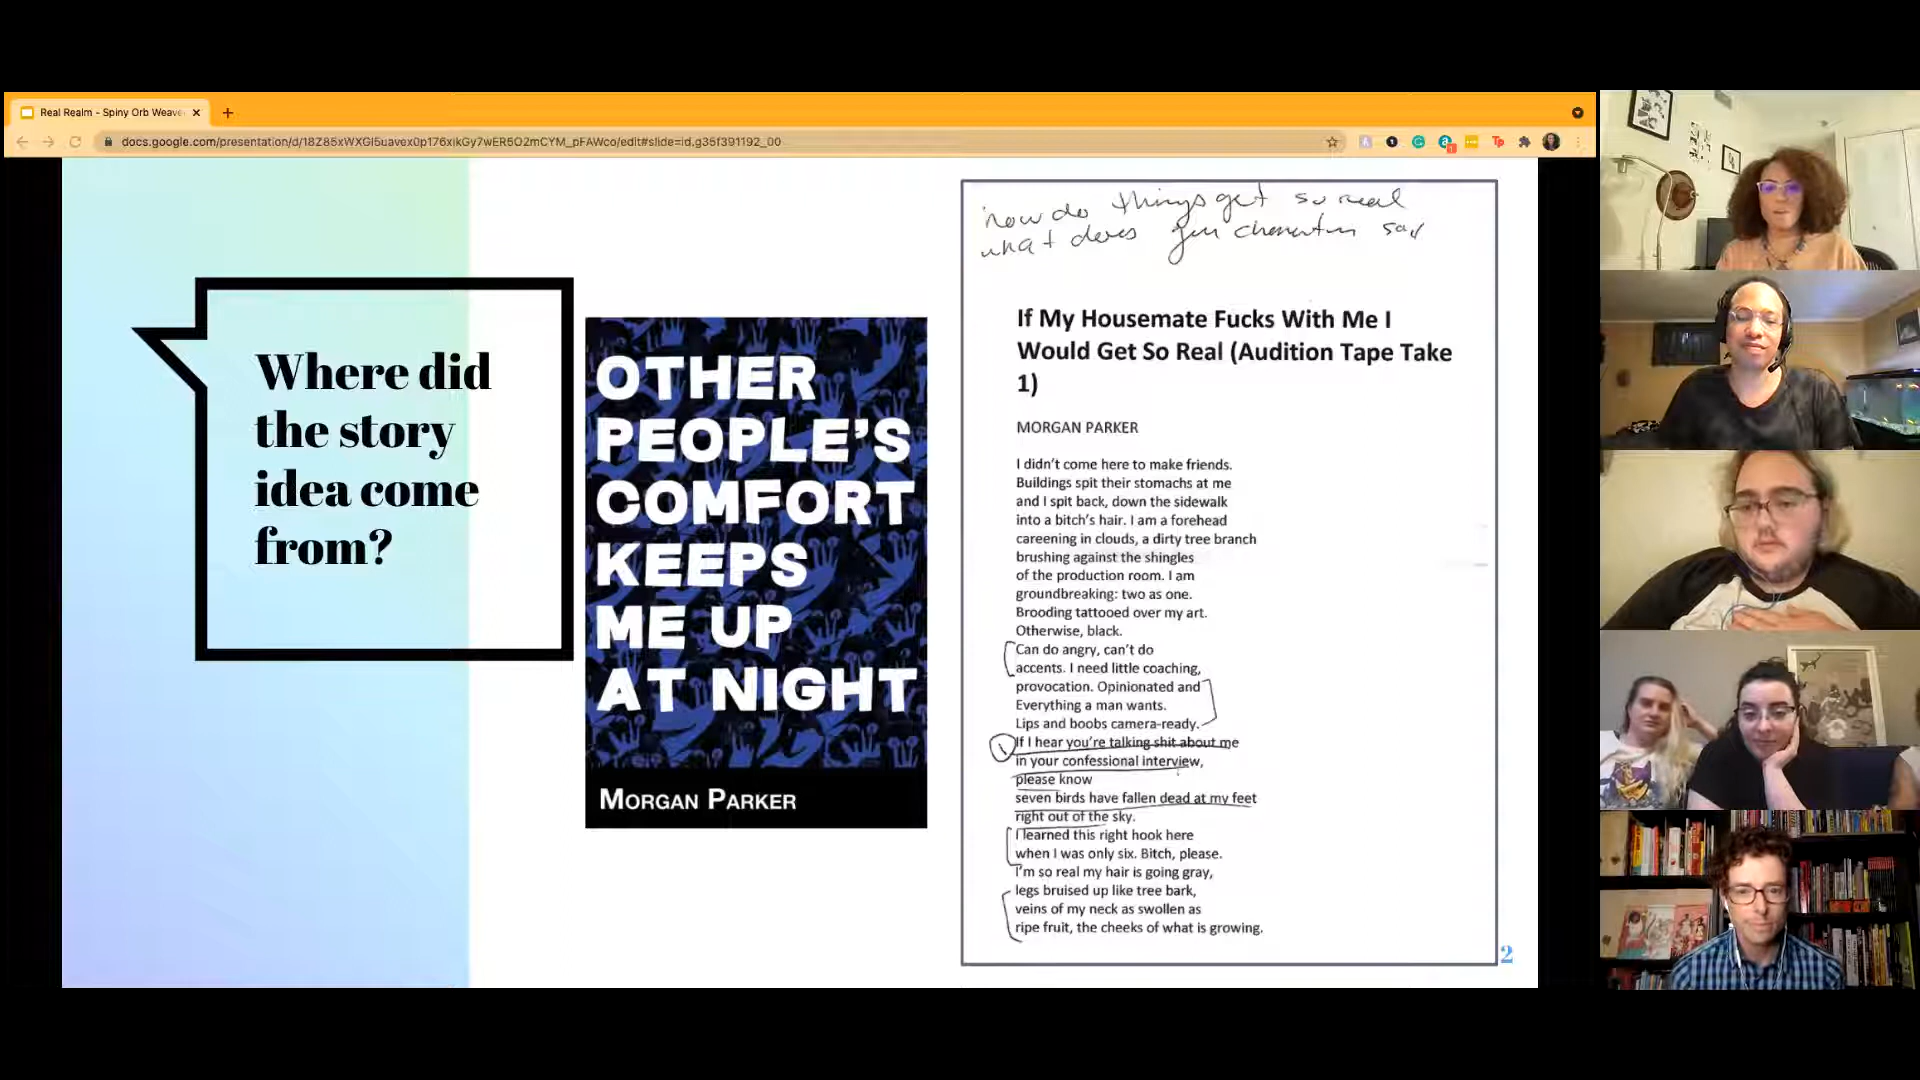 Real Realm - Spiny Orb Weave
docs.google.com/presentation/d/18Z85xWXGl5uavex0p176xikGy7wER5O2mCYM_pFAWco/edit#slide=id.g35f391192_00
Where did
the story
idea come
from?
OTHER
PEOPLE'S
COMFORT
KEEPS
ME UP
AT NIGHT
MORGAN PARKER
how do things get so real
what does
If My Housemate Fucks With Me I
Would Get So Real (Audition Tape Take
1)
MORGAN PARKER
I didn't come here to make friends.
Buildings spit their stomachs at me
and I spit back, down the sidewalk
into a bitch's hair. I am a forehead
careening in clouds, a dirty tree branch
brushing against the shingles
of the production room. I am
groundbreaking: two as one.
Brooding tattooed over my art.
Otherwise, black.
Can do angry, can't do
accents. I need little coaching,
provocation. Opinionated and
Everything a man wants.
Lips and boobs camera-ready.
1
If I hear you're talking shit about me
in your confessional interview,
please know
seven birds have fallen dead at my feet
right out of the sky.
I learned this right hook here
when I was only six. Bitch, please.
I'm so real my hair is going gray,
legs bruised up like tree bark,
veins of my neck as swollen as
ripe fruit, the cheeks of what is growing.
2